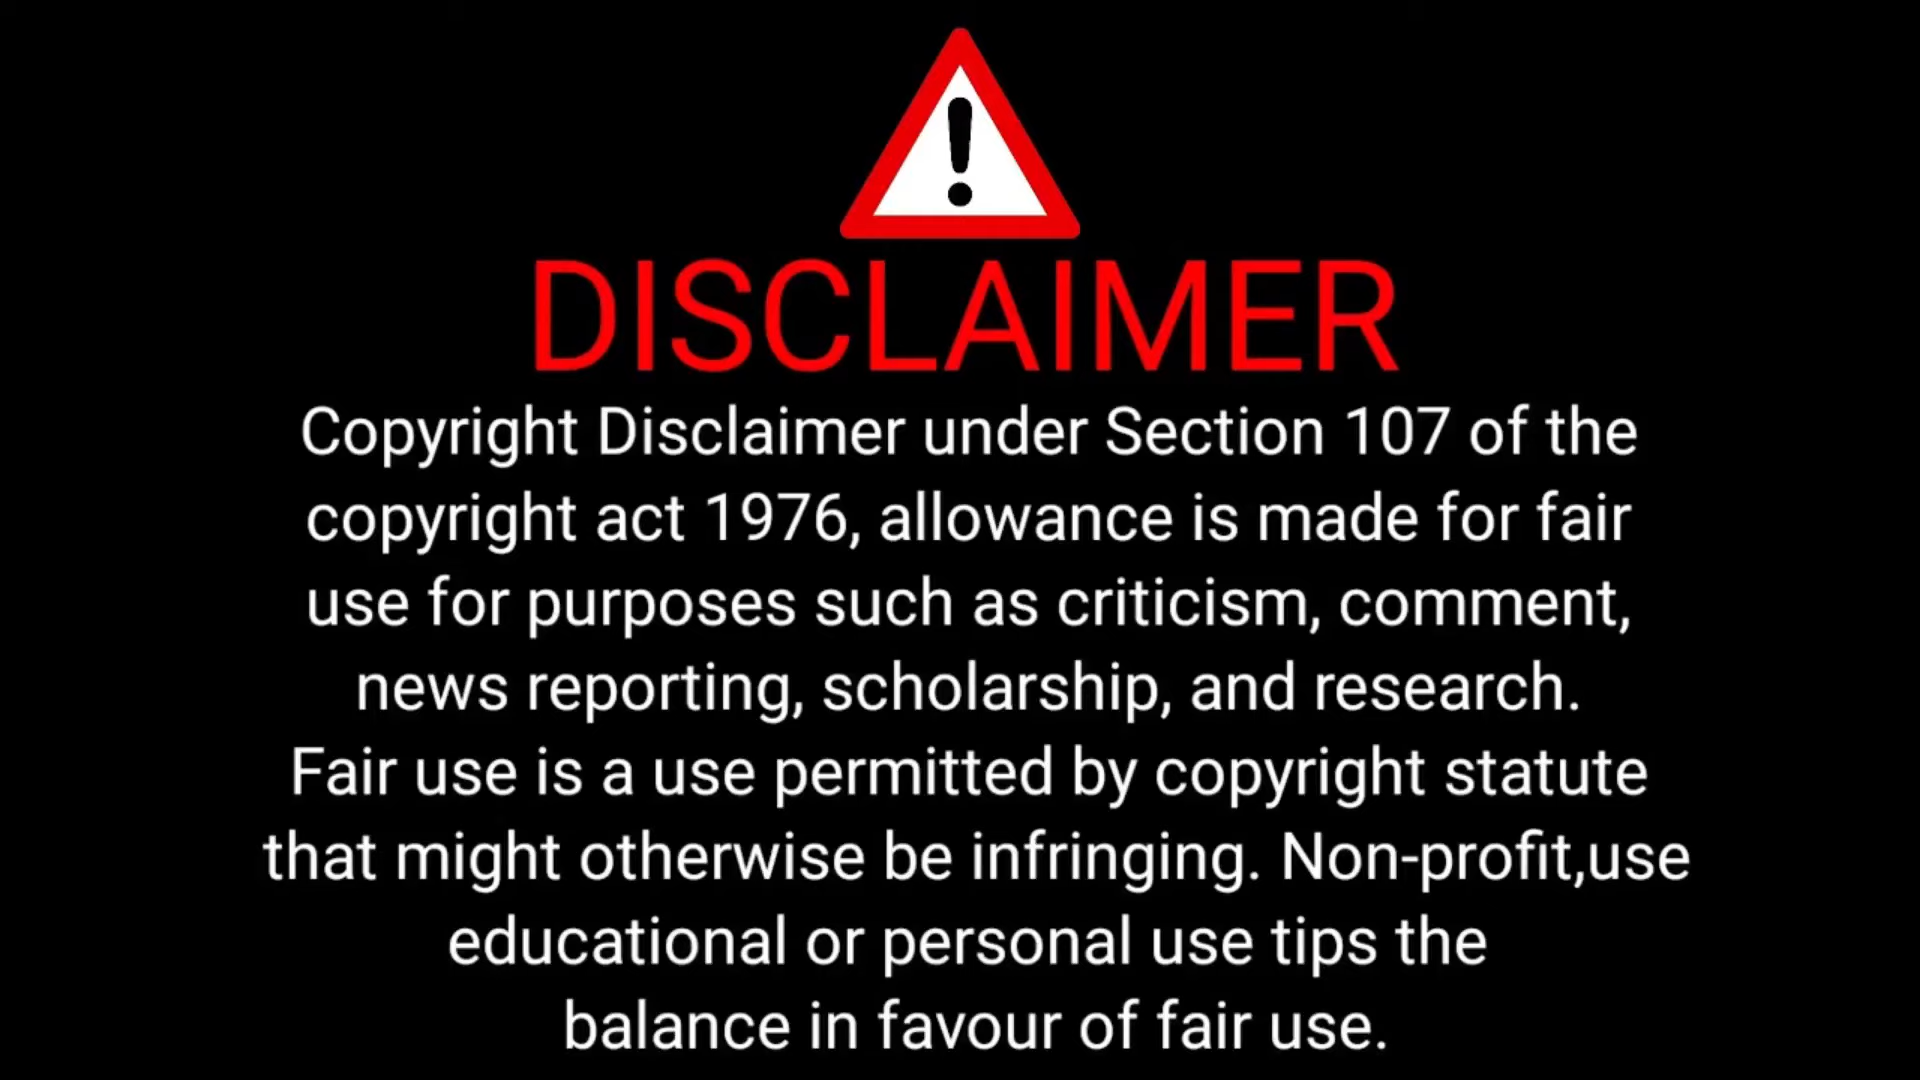 DISCLAIMER
Copyright Disclaimer under Section 107 of the
copyright act 1976, allowance is made for fair
use for purposes such as criticism, comment,
news reporting, scholarship, and research.
Fair use is a use permitted by copyright statute
that might otherwise be infringing. Non-profit,use
educational or personal use tips the
balance in favour of fair use.